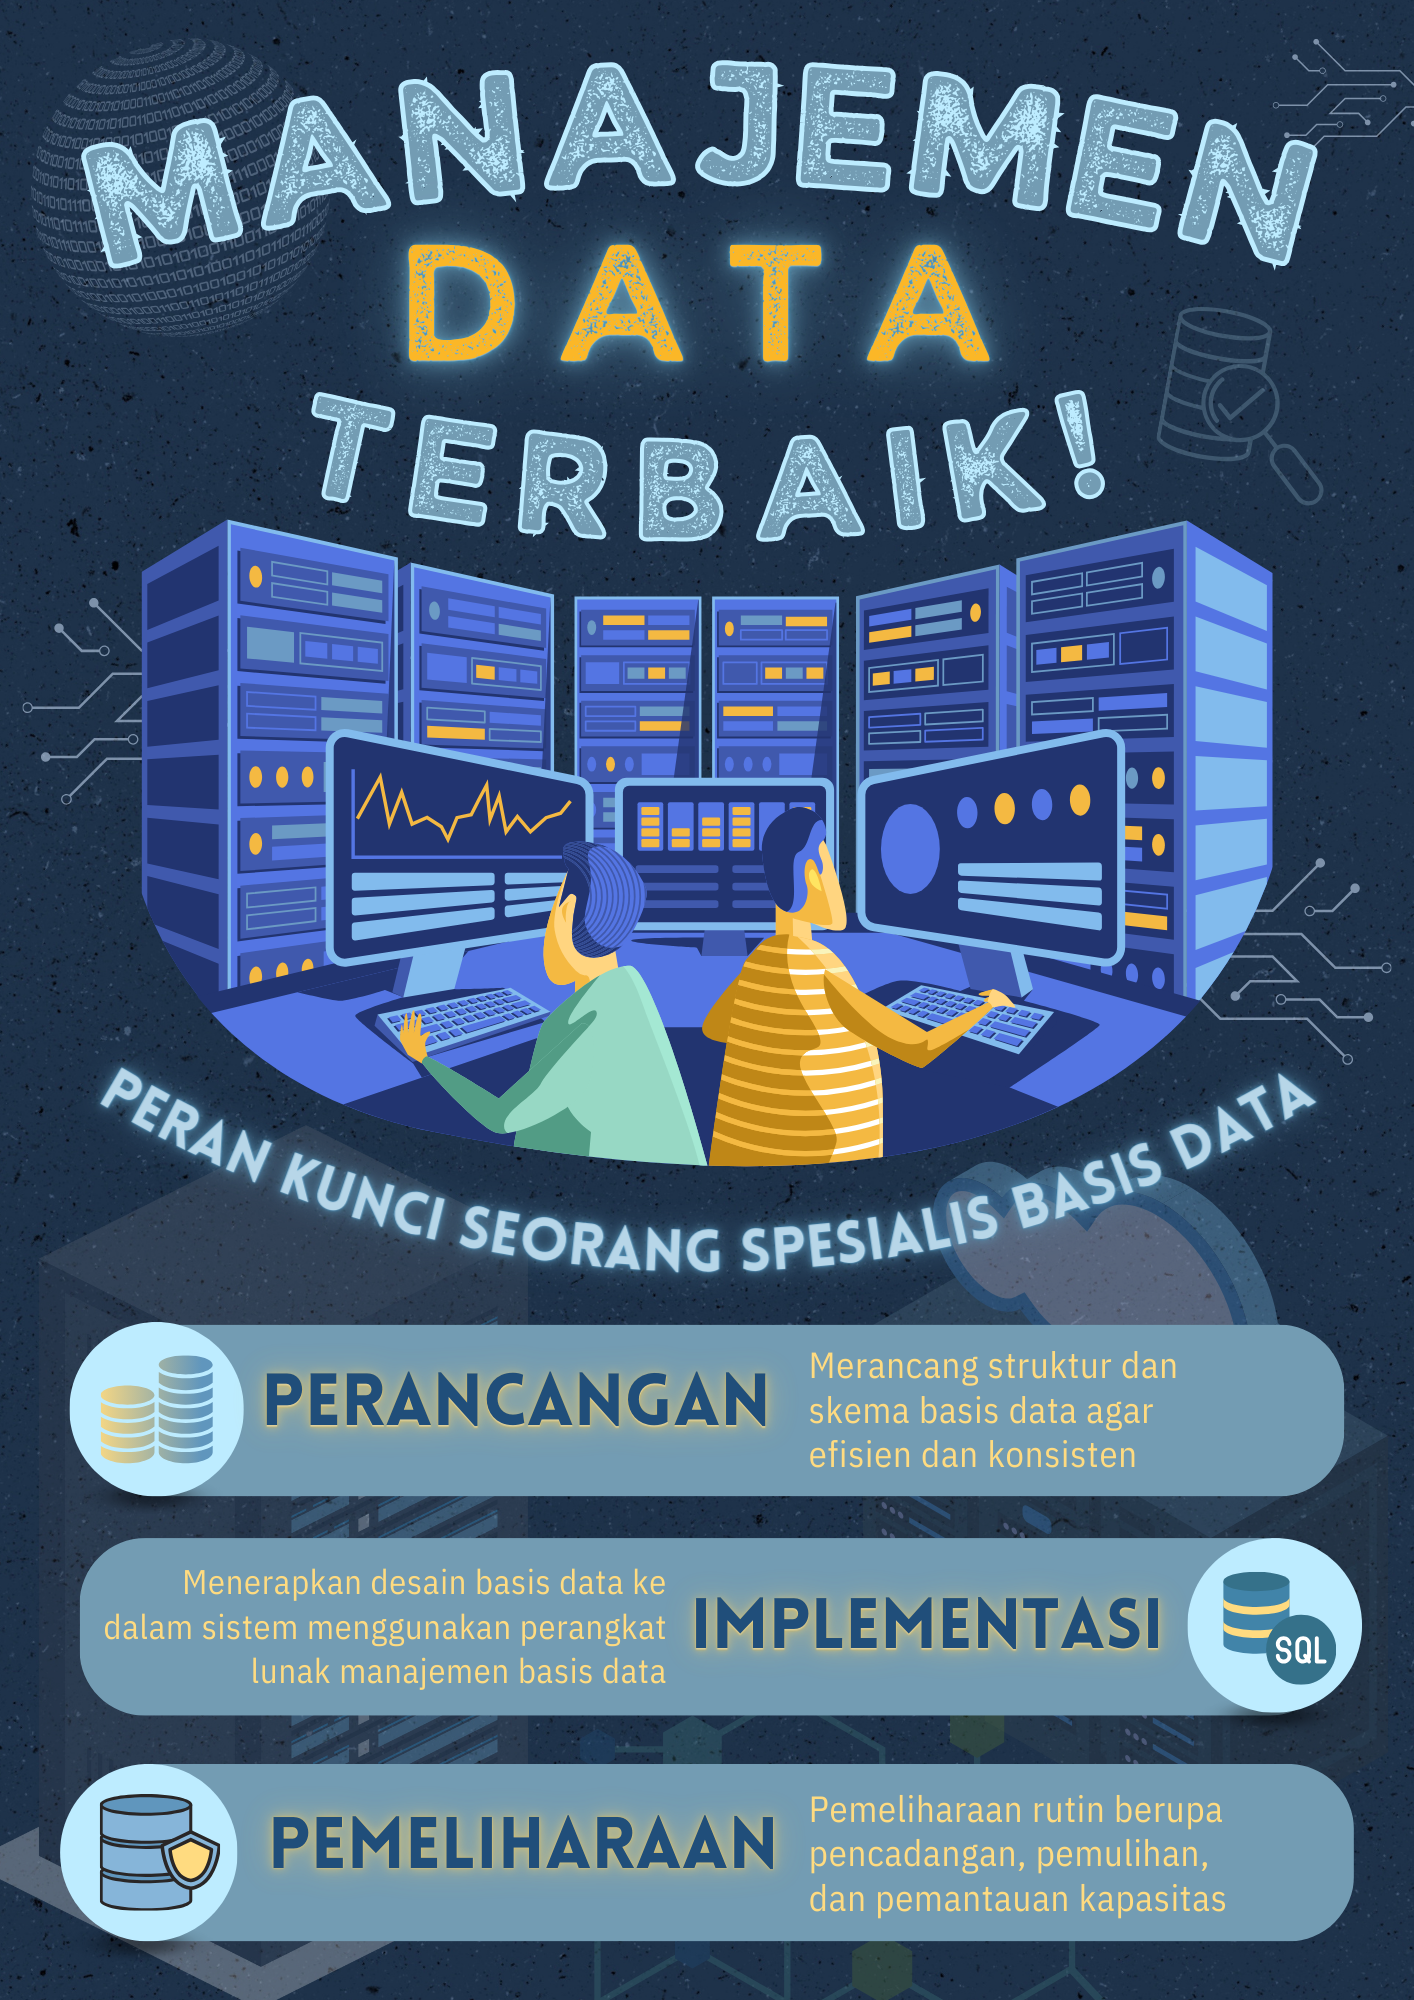 MANAJEMEN
DATA
TERBAIK!
PERAN KUNCI SEORANG SPESIALIS BASIS DATA
PERANCANGAN
Merancang struktur dan
skema basis data agar
efisien dan konsisten
Menerapkan desain basis data ke
dalam sistem menggunakan perangkat
lunak manajemen basis data
IMPLEMENTASI
SQL
PEMELIHARAAN
Pemeliharaan rutin berupa
pencadangan, pemulihan,
dan pemantauan kapasitas